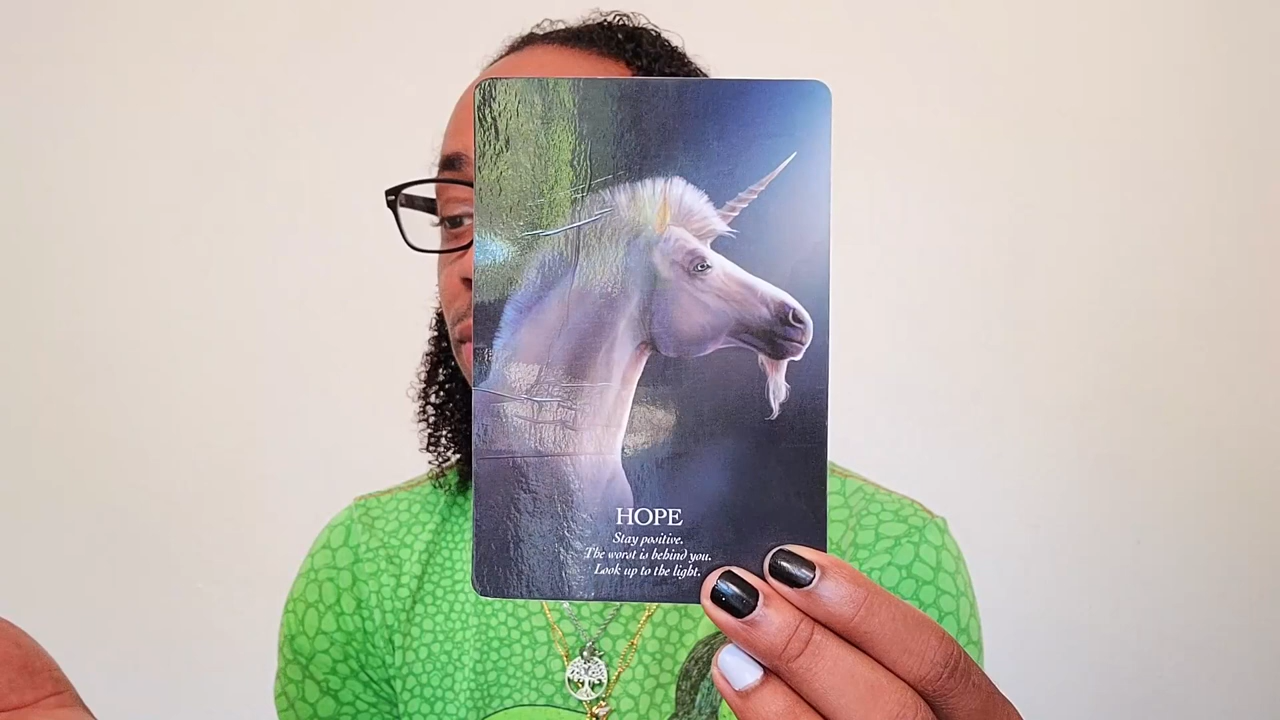 HOPE
Stay positive.
The worst is behind you.
Look up to the light.